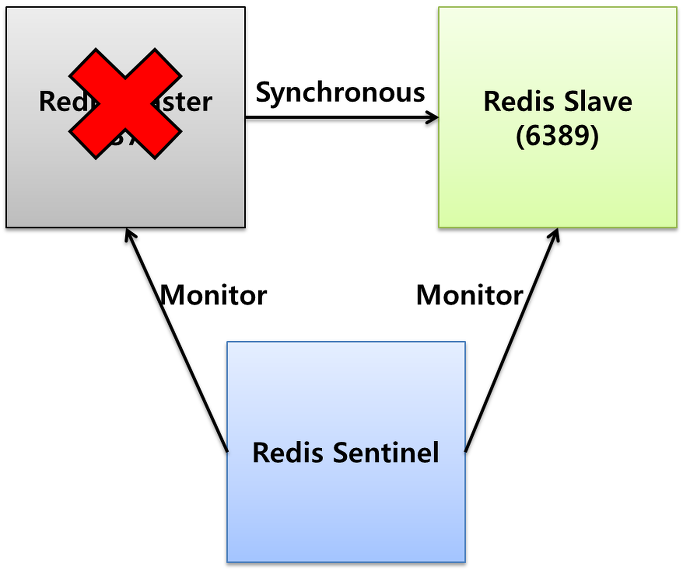 Synchronous
Redis Slave
(6389)
Monitor
Monitor
Redis Sentinel